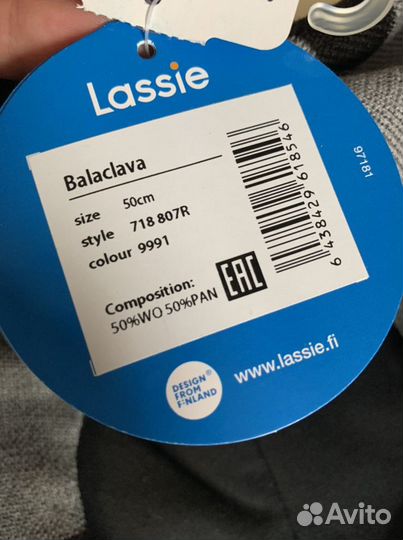 Lassie
Balaclava
size 50cm
style 718 807R
colour 9991
Composition:
50%WO 50%PAN
EAC
6 438429 618546
97181
www.lassie.fi
DESIGN®
FROM
FINLAND
Avito